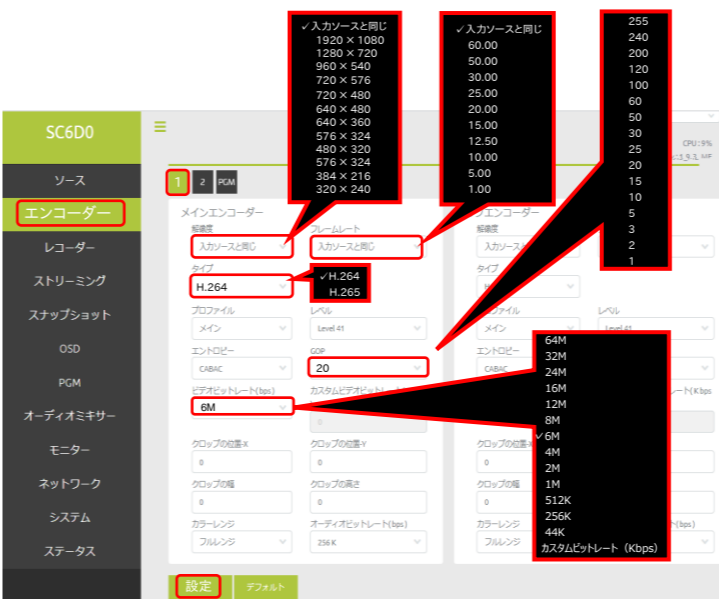 ✓入力ソースと同じ
1920 × 1080
1280 × 720
960 × 540
720 × 576
720 × 480
640 × 480
640 × 360
576 × 324
480 × 320
576 × 324
384 × 216
320 × 240
✓入力ソースと同じ
60.00
50.00
30.00
25.00
20.00
15.00
12.50
10.00
5.00
1.00
255
240
200
120
100
60
50
30
25
20
15
10
5
3
2
1
SC6D0
CPU:9%
ソース
エンコーダー
レコーダー
ストリーミング
スナップショット
OSD
PGM
オーディオミキサー
モニター
ネットワーク
システム
ステータス
1 2 PGM
メインエンコーダー
解像度 フレームレート
入力ソースと同じ 入力ソースと同じ
タイプ
H.264
✓H.264
H.265
プロファイル レベル
メイン Level 41
エントロピー GOP
CABAC 20
ビデオビットレート(bps) カスタムビデオビット
6M
0
クロップの位置-X クロップの位置-Y
0 0
クロップの幅 クロップの高さ
0 0
カラーレンジ オーディオビットレート(bps)
フルレンジ 256 K
エンコーダー
解像度
入力ソース
タイプ
ファイル レベル
メイン Level 41
エントロピー
CABAC
ート(Kbps
クロップの位置-X
0
クロップの幅
0
カラーレンジ (bps)
フルレンジ
64M
32M
24M
16M
12M
8M
✓6M
4M
2M
1M
512K
256K
44K
カスタムビットレート（Kbps）
設定 デフォルト